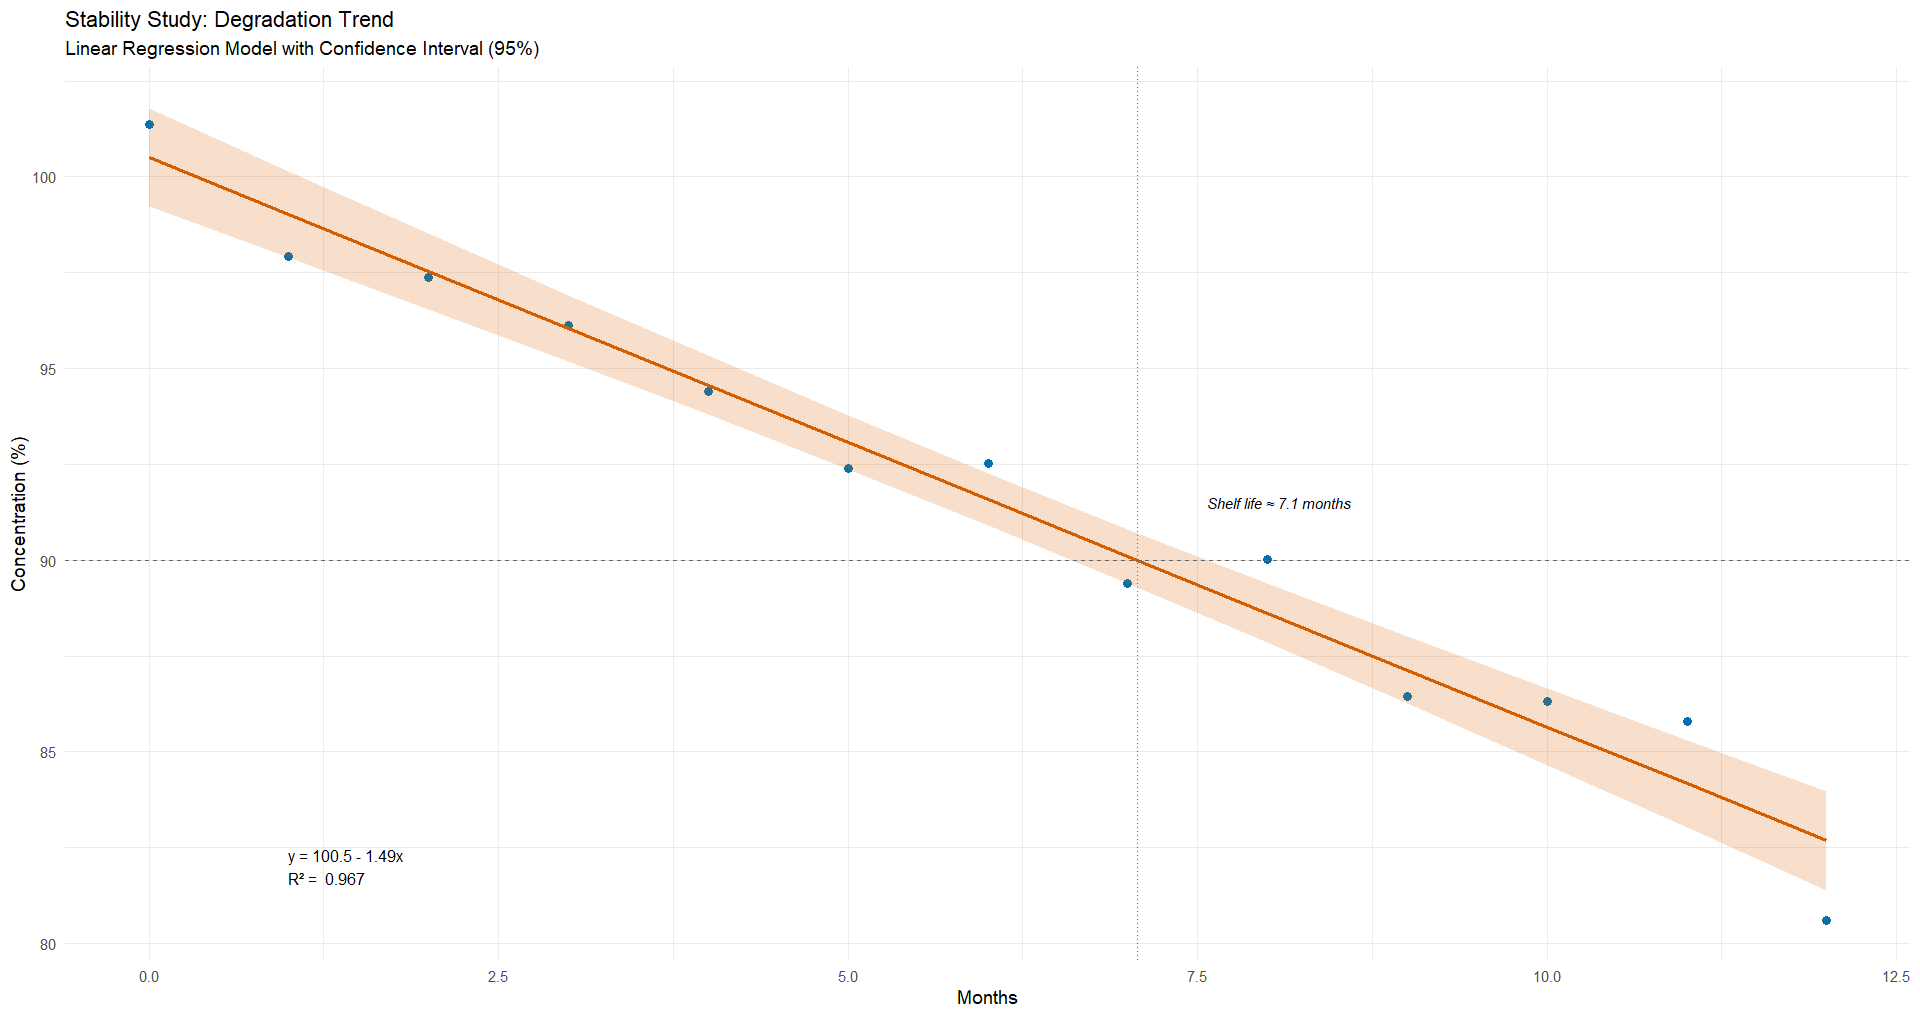 Stability Study: Degradation Trend
Linear Regression Model with Confidence Interval (95%)
Concentration (%)
100
95
90
85
80
Shelf life ≈ 7.1 months
y = 100.5 - 1.49x
R² = 0.967
0.0
2.5
5.0
7.5
10.0
12.5
Months